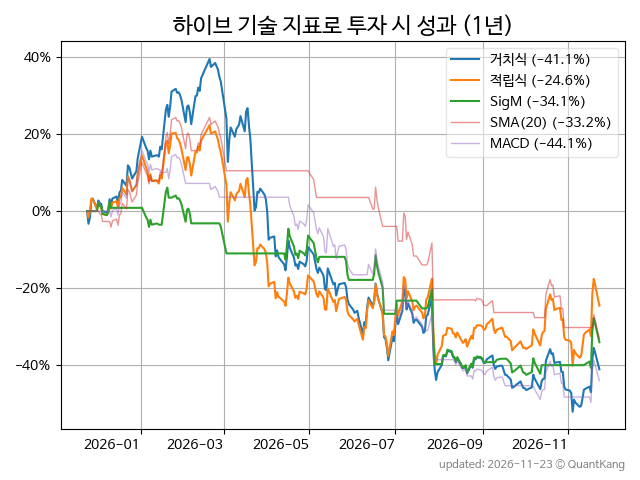 하이브 기술 지표로 투자 시 성과 (1년)
거치식 (−41.1%)
적립식 (−24.6%)
SigM (−34.1%)
SMA(20) (−33.2%)
MACD (−44.1%)
40%
20%
0%
−20%
−40%
2026-01
2026-03
2026-05
2026-07
2026-09
2026-11
updated: 2026-11-23 © QuantKang